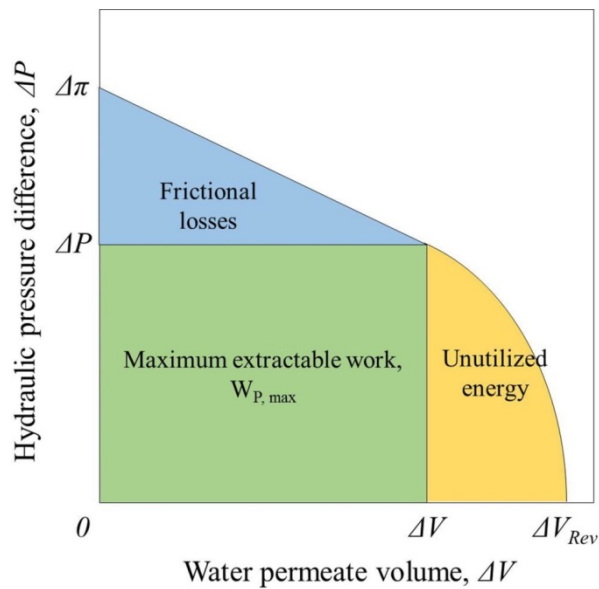 Hydraulic pressure difference, ΔP
Δπ
ΔP
Frictional
losses
Maximum extractable work,
W_P, max
Unutilized
energy
0
ΔV
ΔV_Rev
Water permeate volume, ΔV